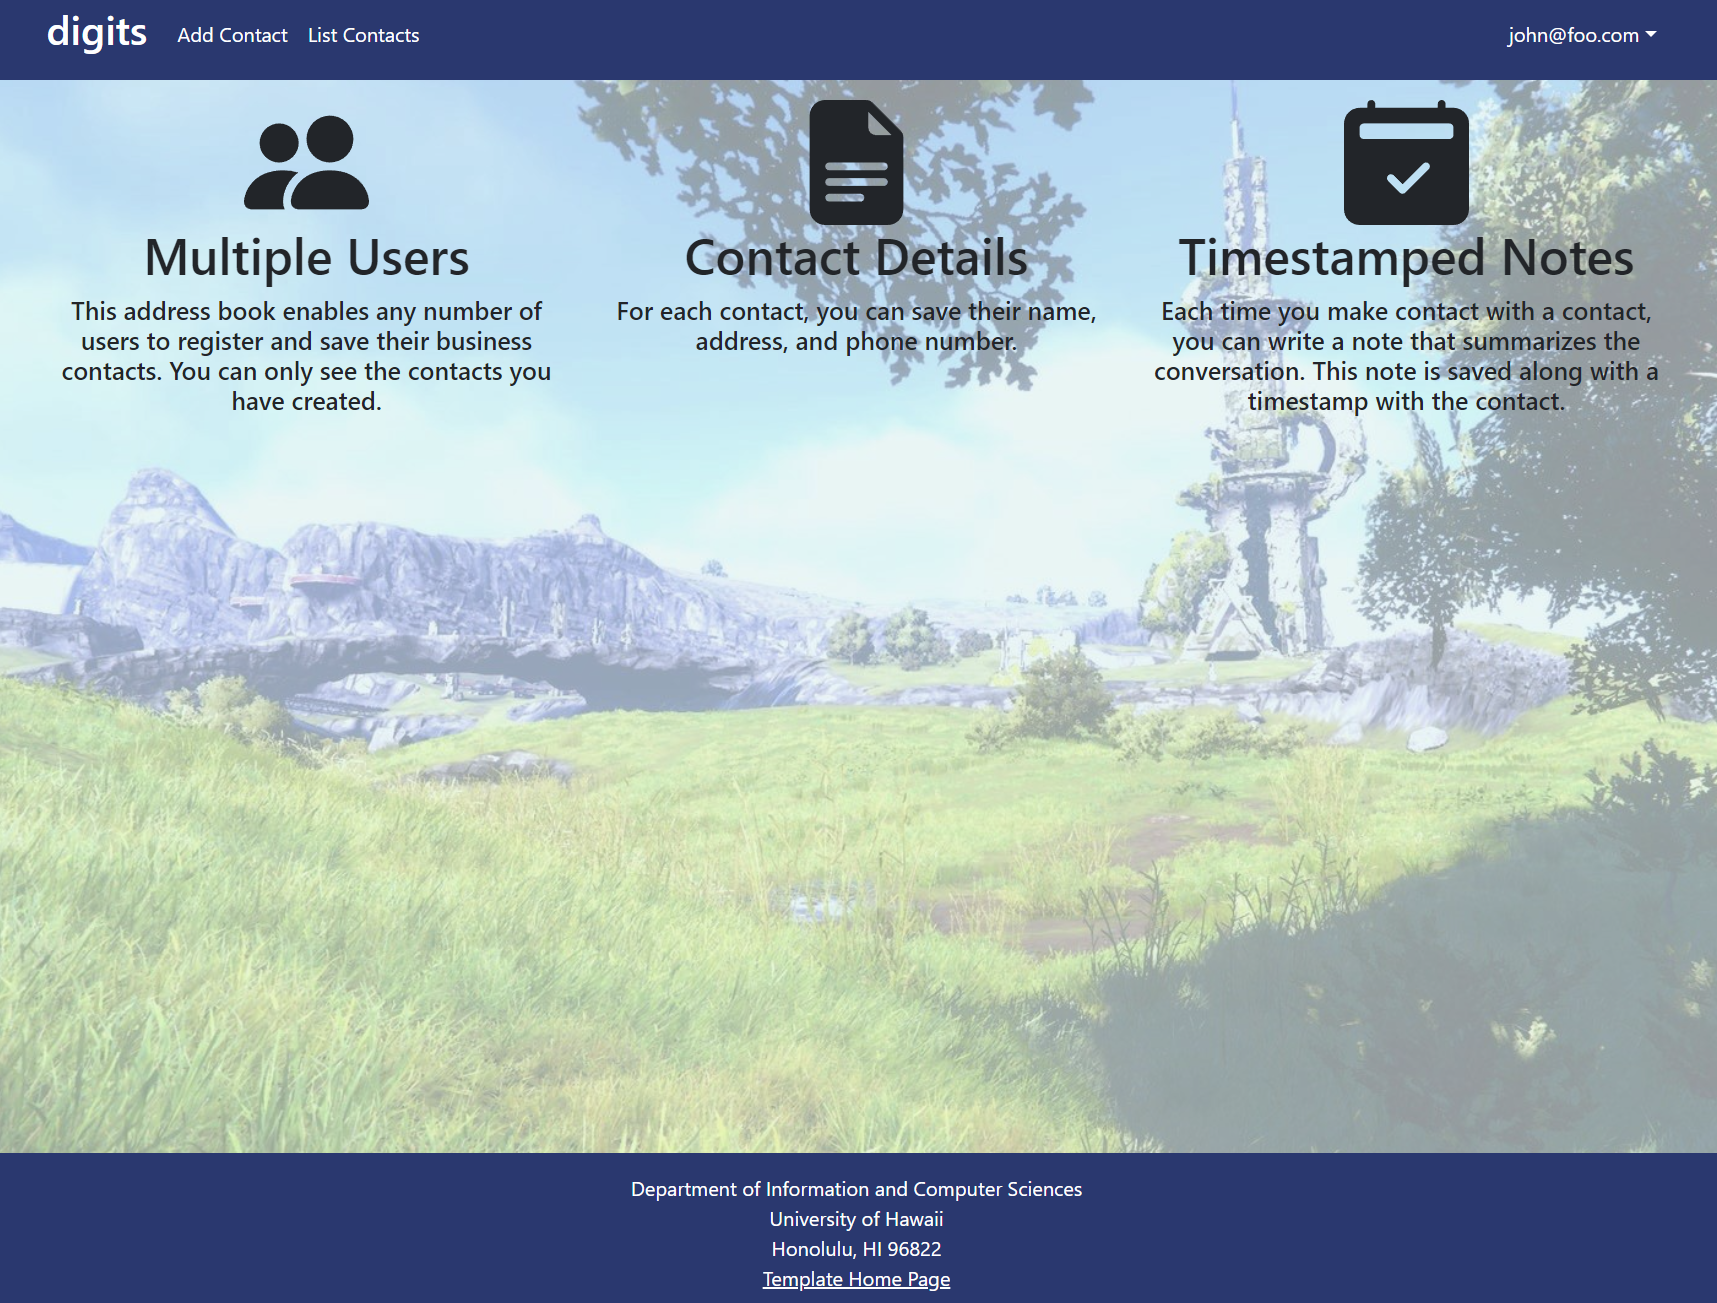 digits Add Contact List Contacts john@foo.com
Multiple Users
This address book enables any number of
users to register and save their business
contacts. You can only see the contacts you
have created.
Contact Details
For each contact, you can save their name,
address, and phone number.
Timestamped Notes
Each time you make contact with a contact,
you can write a note that summarizes the
conversation. This note is saved along with a
timestamp with the contact.
Department of Information and Computer Sciences
University of Hawaii
Honolulu, HI 96822
Template Home Page